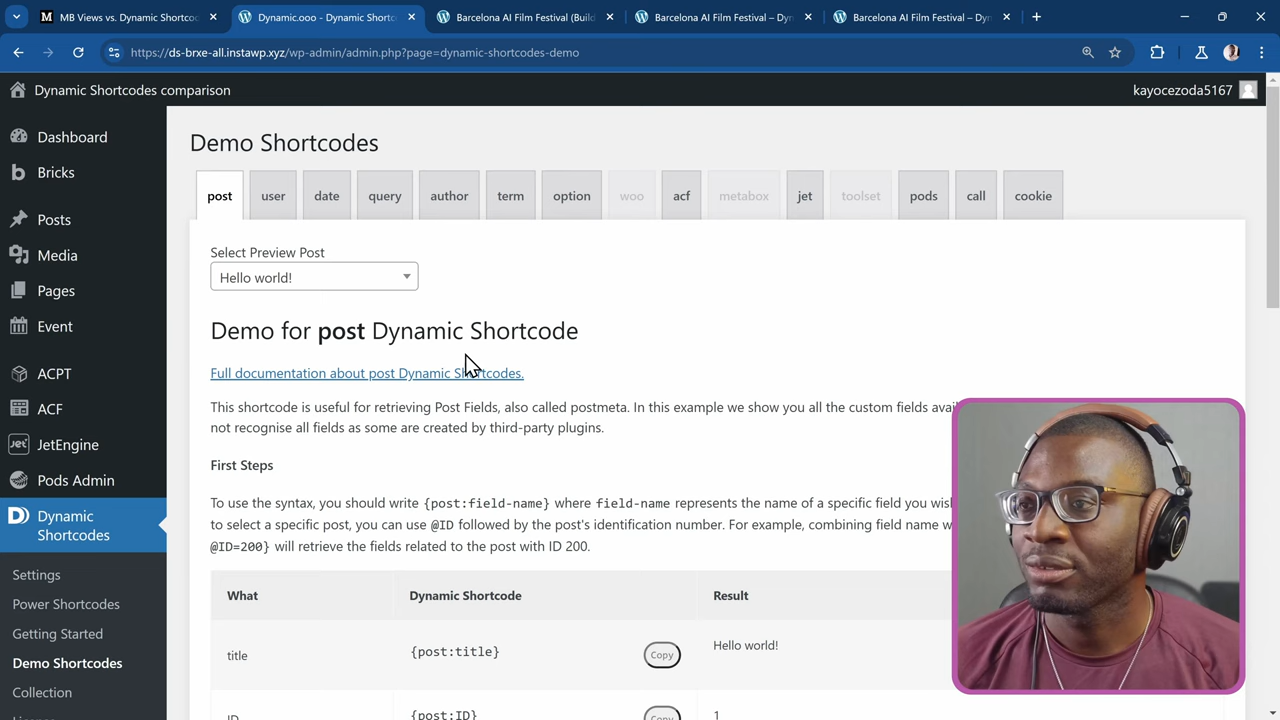 MB Views vs. Dynamic Shortcoc
Dynamic.ooo - Dynamic Shortc
Barcelona AI Film Festival (Build
Barcelona AI Film Festival – Dyn
Barcelona AI Film Festival – Dyn
https://ds-brxe-all.instawp.xyz/wp-admin/admin.php?page=dynamic-shortcodes-demo
Dynamic Shortcodes comparison
kayocezoda5167
Dashboard
Bricks
Posts
Media
Pages
Event
ACPT
ACF
Jet
JetEngine
Pods Admin
Dynamic
Shortcodes
Settings
Power Shortcodes
Getting Started
Demo Shortcodes
Collection
Demo Shortcodes
post
user
date
query
author
term
option
woo
acf
metabox
jet
toolset
pods
call
cookie
Select Preview Post
Hello world!
Demo for post Dynamic Shortcode
Full documentation about post Dynamic Shortcodes.
This shortcode is useful for retrieving Post Fields, also called postmeta. In this example we show you all the custom fields avai
not recognise all fields as some are created by third-party plugins.
First Steps
To use the syntax, you should write {post:field-name} where field-name represents the name of a specific field you wis
to select a specific post, you can use @ID followed by the post's identification number. For example, combining field name w
@ID=200} will retrieve the fields related to the post with ID 200.
What
Dynamic Shortcode
Result
title
{post:title}
Copy
Hello world!
ID
{post:ID}
Copy
1